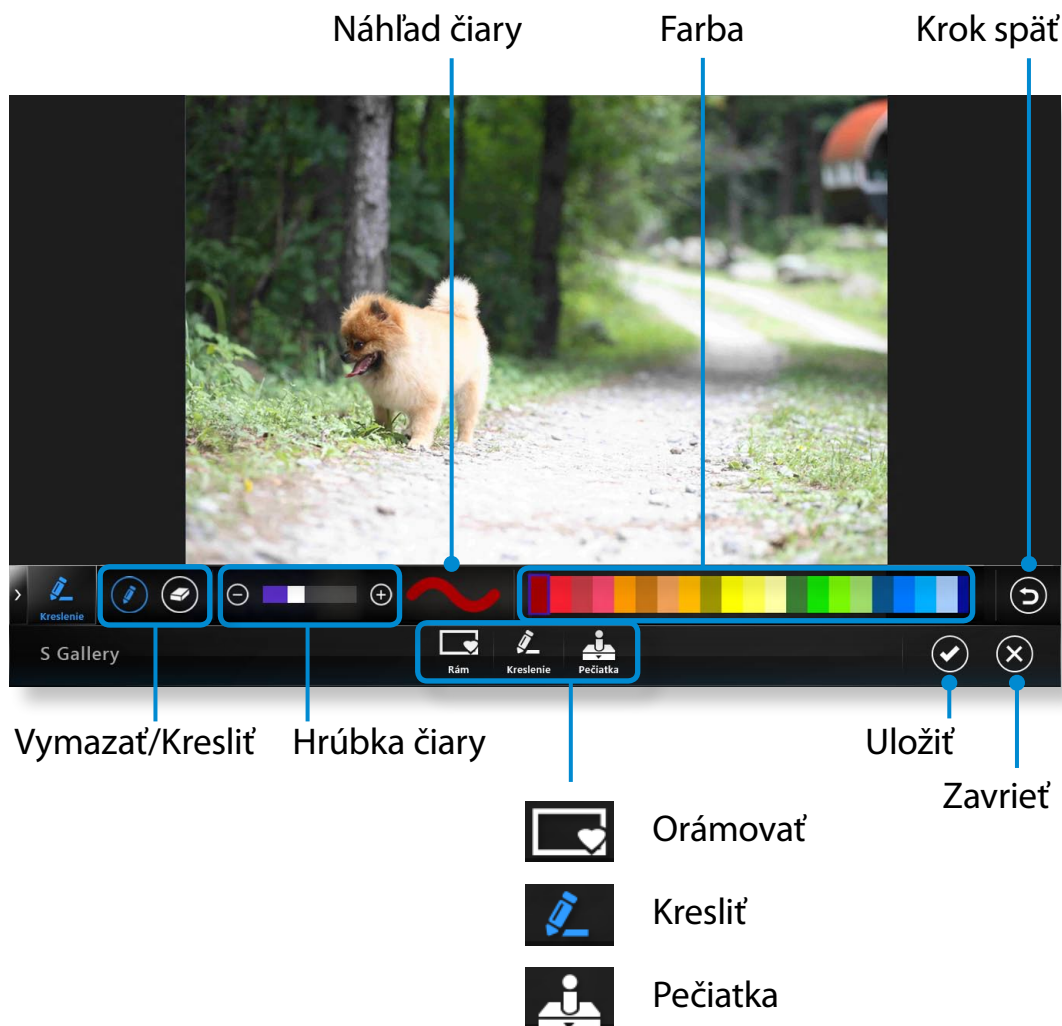 Náhľad čiary
Farba
Krok späť
Kreslenie
S Gallery
Rám
Kreslenie
Pečiatka
Vymazať/Kresliť
Hrúbka čiary
Uložiť
Zavrieť
Orámovať
Kresliť
Pečiatka